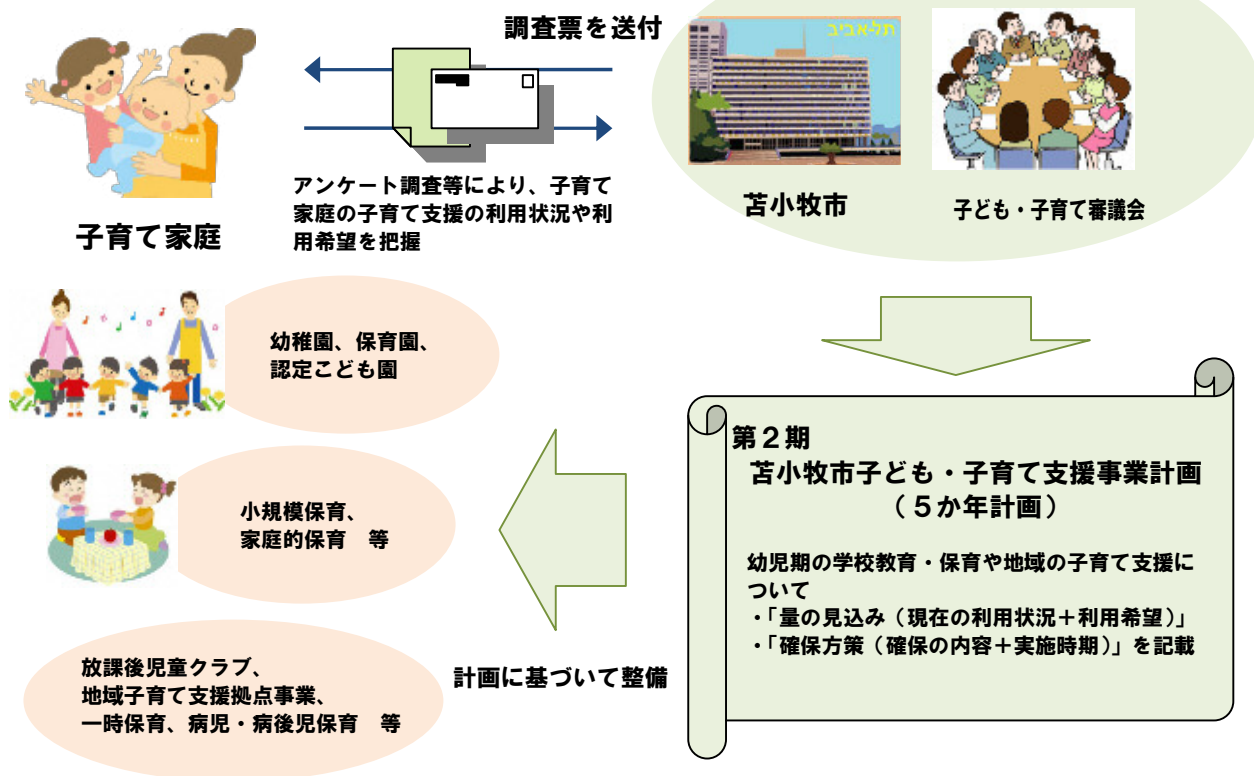 調査票を送付
תל-אביב
アンケート調査等により、子育て
家庭の子育て支援の利用状況や利
用希望を把握
子育て家庭
苫小牧市
子ども・子育て審議会
幼稚園、保育園、
認定こども園
小規模保育、
家庭的保育　等
放課後児童クラブ、
地域子育て支援拠点事業、
一時保育、病児・病後児保育　等
計画に基づいて整備
第２期
苫小牧市子ども・子育て支援事業計画
（５か年計画）
幼児期の学校教育・保育や地域の子育て支援に
ついて
・「量の見込み（現在の利用状況＋利用希望）」
・「確保方策（確保の内容＋実施時期）」を記載